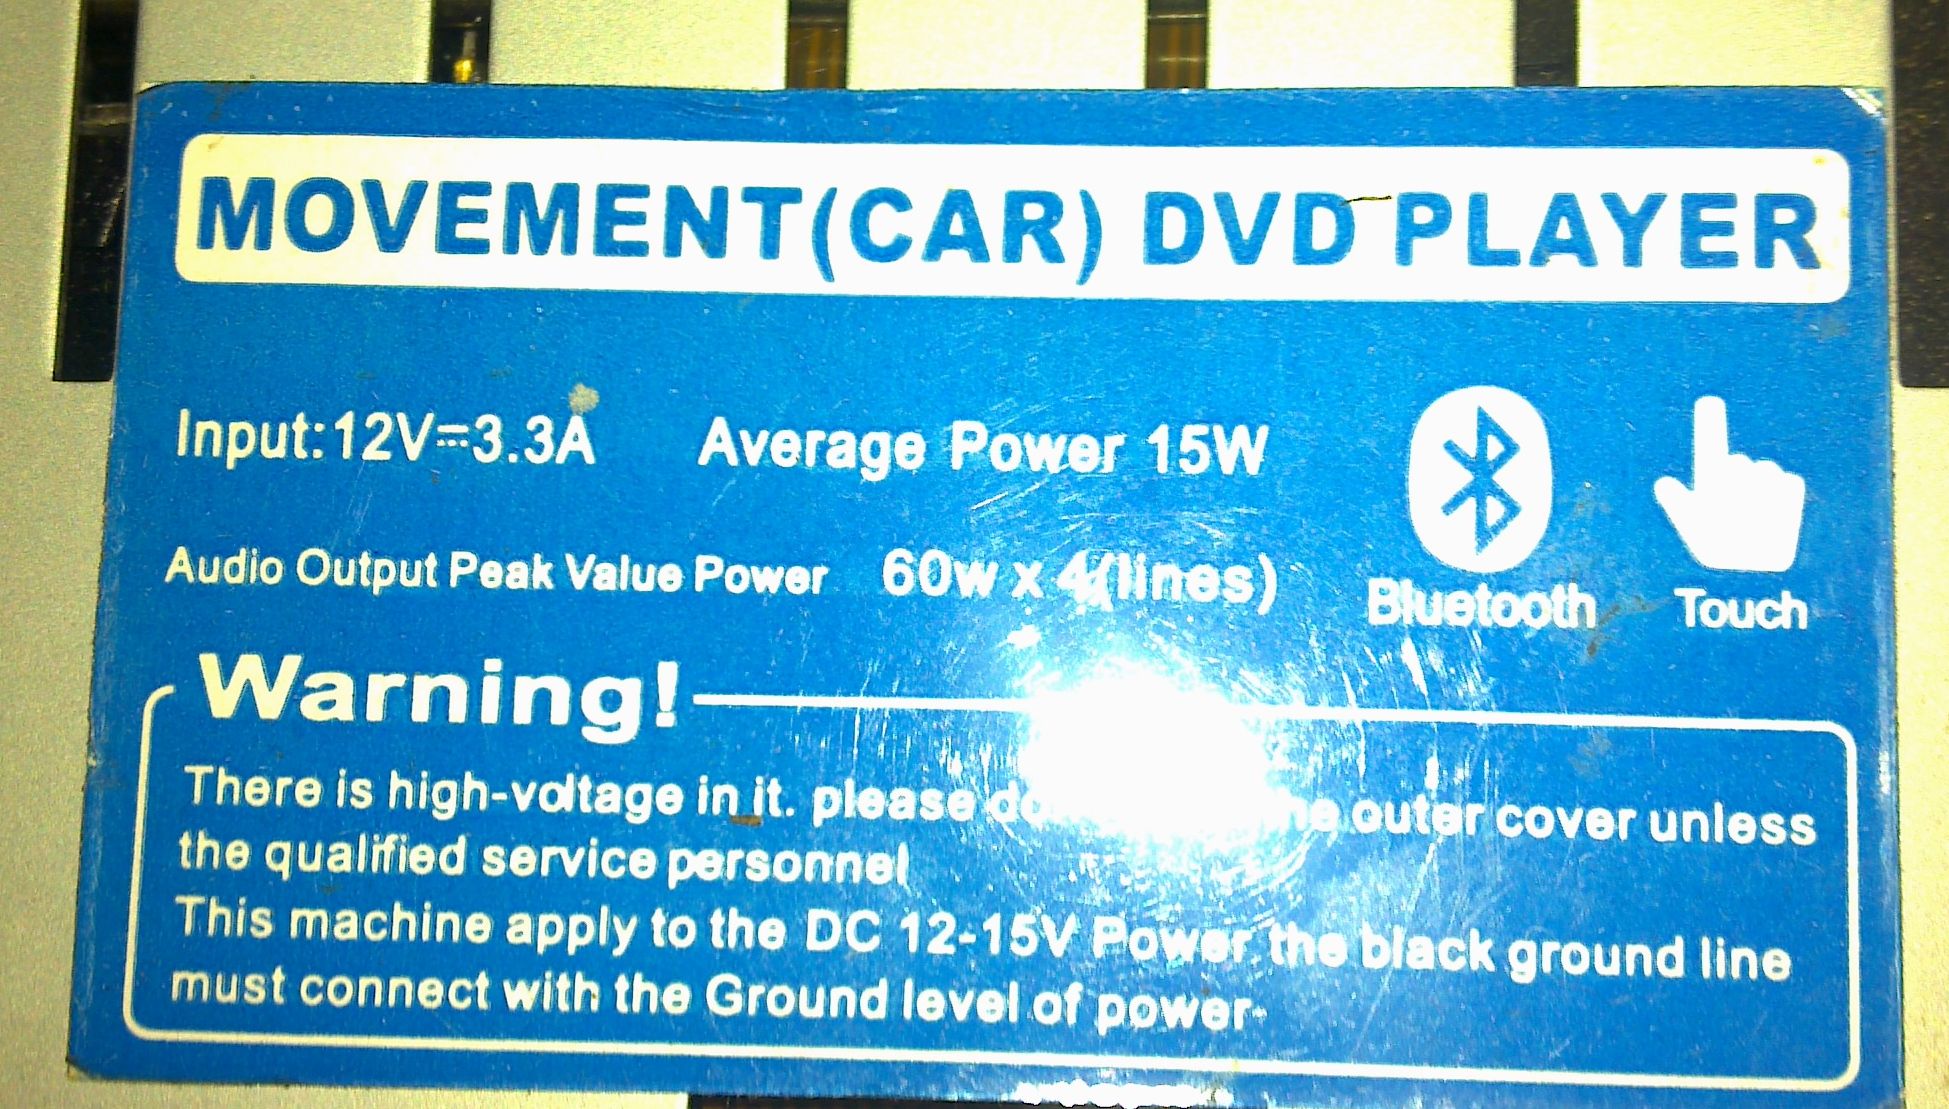 MOVEMENT(CAR) DVD PLAYER
Input:12V⎓3.3A Average Power 15W
Audio Output Peak Value Power 60w x 4(lines)
Bluetooth Touch
Warning!
There is high-voltage in it. please outer cover unless
the qualified service personnel
This machine apply to the DC 12-15V Power the black ground line
must connect with the Ground level of power.